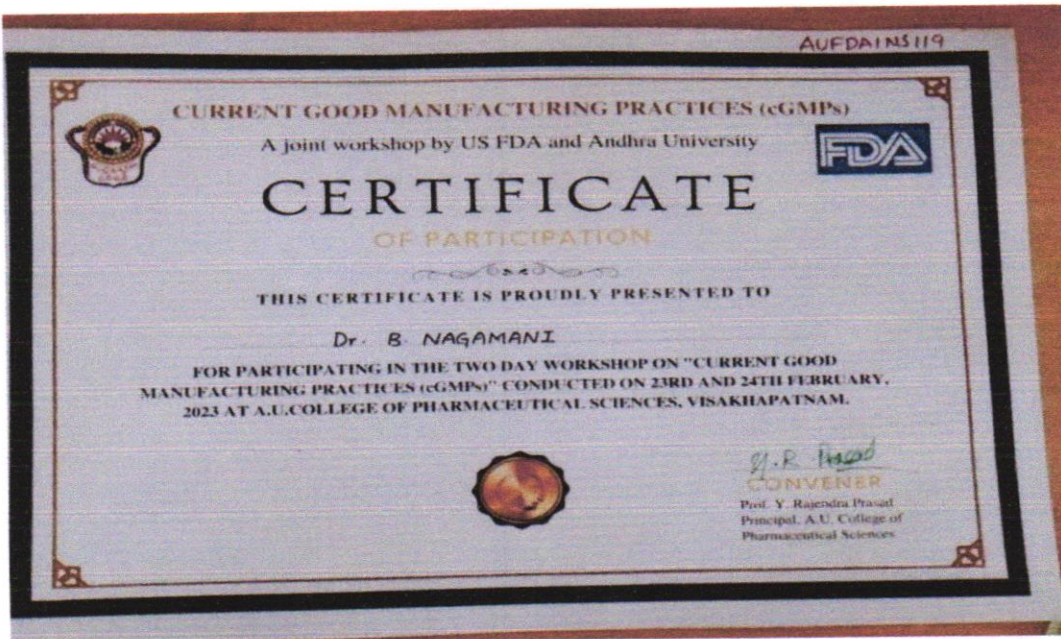 AUFDAINS119
CURRENT GOOD MANUFACTURING PRACTICES (cGMPs)
A joint workshop by US FDA and Andhra University
FDA
CERTIFICATE
OF PARTICIPATION
THIS CERTIFICATE IS PROUDLY PRESENTED TO
Dr. B. NAGAMANI
FOR PARTICIPATING IN THE TWO DAY WORKSHOP ON "CURRENT GOOD
MANUFACTURING PRACTICES (cGMPs)" CONDUCTED ON 23RD AND 24TH FEBRUARY,
2023 AT A.U.COLLEGE OF PHARMACEUTICAL SCIENCES, VISAKHAPATNAM.
Y.R Prasad
CONVENER
Prof. Y. Rajendra Prasad
Principal, A.U. College of
Pharmaceutical Sciences